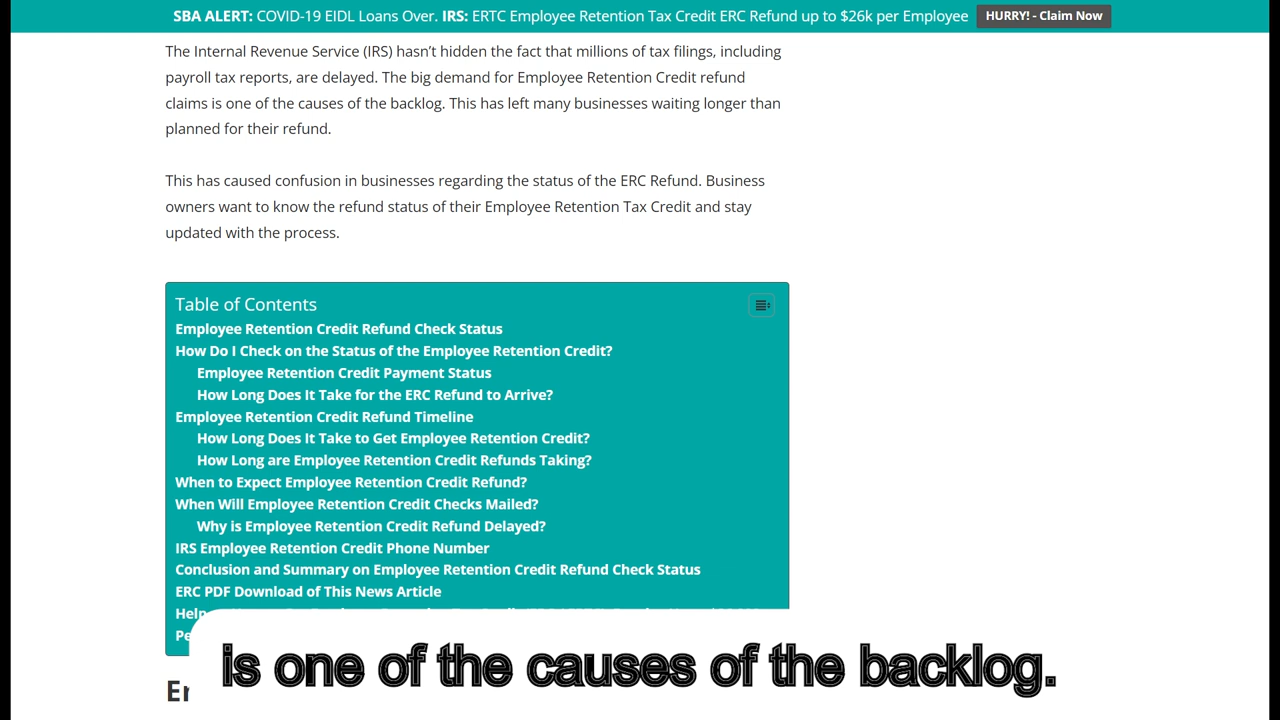 SBA ALERT: COVID-19 EIDL Loans Over. IRS: ERTC Employee Retention Tax Credit ERC Refund up to $26k per Employee HURRY! - Claim Now
The Internal Revenue Service (IRS) hasn’t hidden the fact that millions of tax filings, including
payroll tax reports, are delayed. The big demand for Employee Retention Credit refund
claims is one of the causes of the backlog. This has left many businesses waiting longer than
planned for their refund.
This has caused confusion in businesses regarding the status of the ERC Refund. Business
owners want to know the refund status of their Employee Retention Tax Credit and stay
updated with the process.
Table of Contents
Employee Retention Credit Refund Check Status
How Do I Check on the Status of the Employee Retention Credit?
Employee Retention Credit Payment Status
How Long Does It Take for the ERC Refund to Arrive?
Employee Retention Credit Refund Timeline
How Long Does It Take to Get Employee Retention Credit?
How Long are Employee Retention Credit Refunds Taking?
When to Expect Employee Retention Credit Refund?
When Will Employee Retention Credit Checks Mailed?
Why is Employee Retention Credit Refund Delayed?
IRS Employee Retention Credit Phone Number
Conclusion and Summary on Employee Retention Credit Refund Check Status
ERC PDF Download of This News Article
Help
is one of the causes of the backlog.